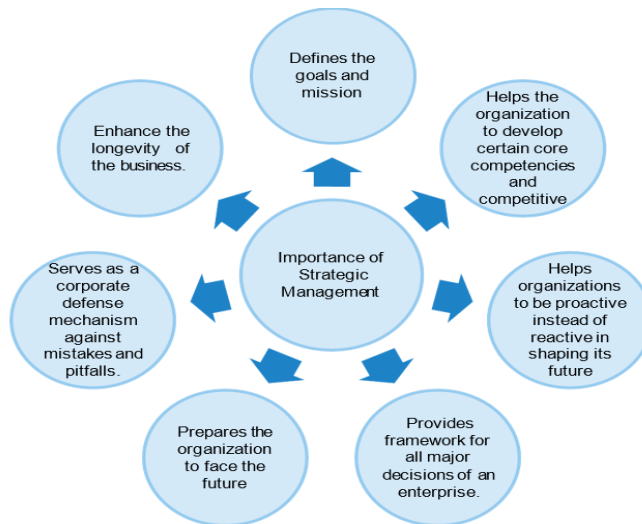 Defines the
goals and
mission
Helps the
organization
to develop
certain core
competencies
and
competitive
Helps
organizations
to be proactive
instead of
reactive in
shaping its
future
Provides
framework for
all major
decisions of an
enterprise.
Prepares the
organization
to face the
future
Serves as a
corporate
defense
mechanism
against
mistakes and
pitfalls.
Enhance the
longevity of
the business.
Importance of
Strategic
Management